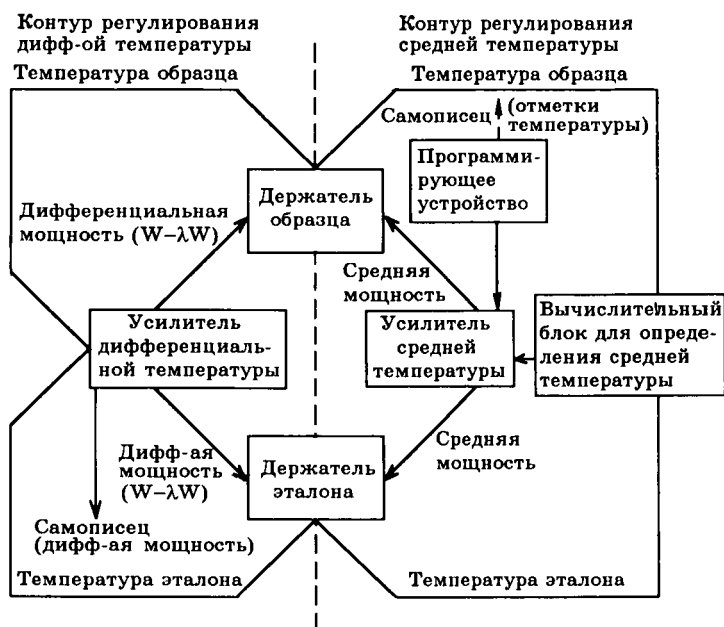 Контур регулирования
дифф-ой температуры
Контур регулирования
средней температуры
Температура образца
Температура образца
Самописец
(отметки
температуры)
Программи-
рующее
устройство
Держатель
образца
Дифференциальная
мощность (W–λW)
Средняя
мощность
Усилитель
дифференциаль-
ной температуры
Усилитель
средней
температуры
Вычислительный
блок для опреде-
ления средней
температуры
Дифф-ая
мощность
(W–λW)
Держатель
эталона
Средняя
мощность
Самописец
(дифф-ая мощность)
Температура эталона
Температура эталона